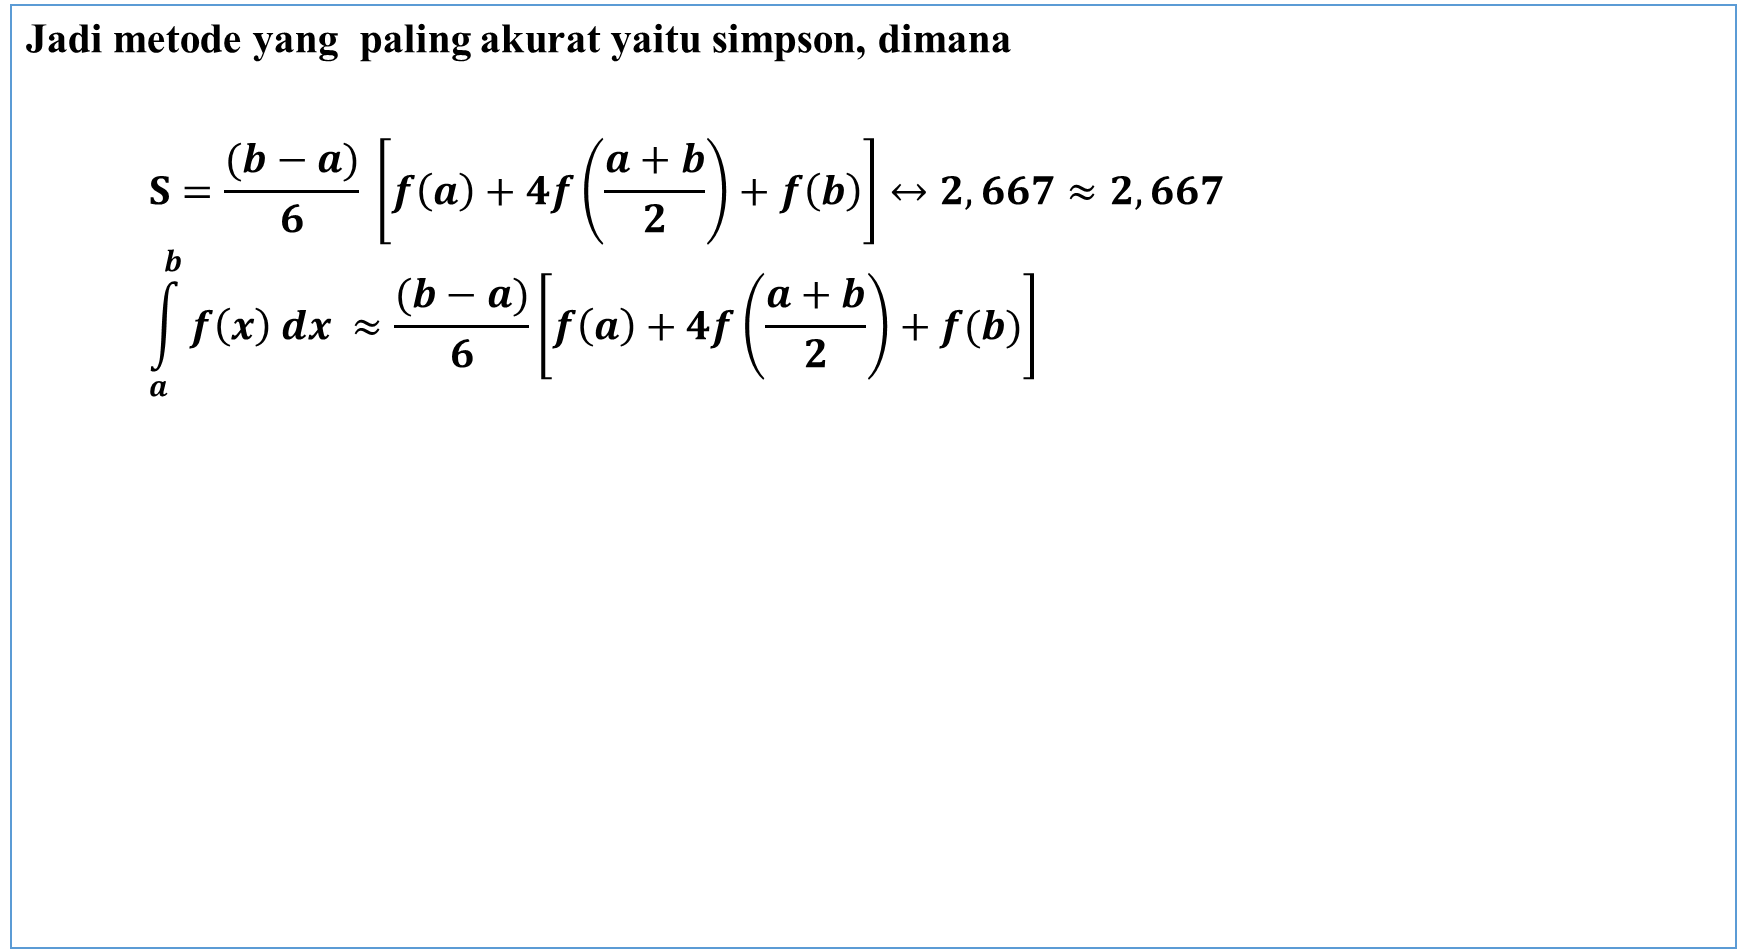 Jadi metode yang paling akurat yaitu simpson, dimana
S = (b − a)/6 [f(a) + 4f((a + b)/2) + f(b)] ↔ 2,667 ≈ 2,667
∫_a^b f(x) dx ≈ (b − a)/6 [f(a) + 4f((a + b)/2) + f(b)]